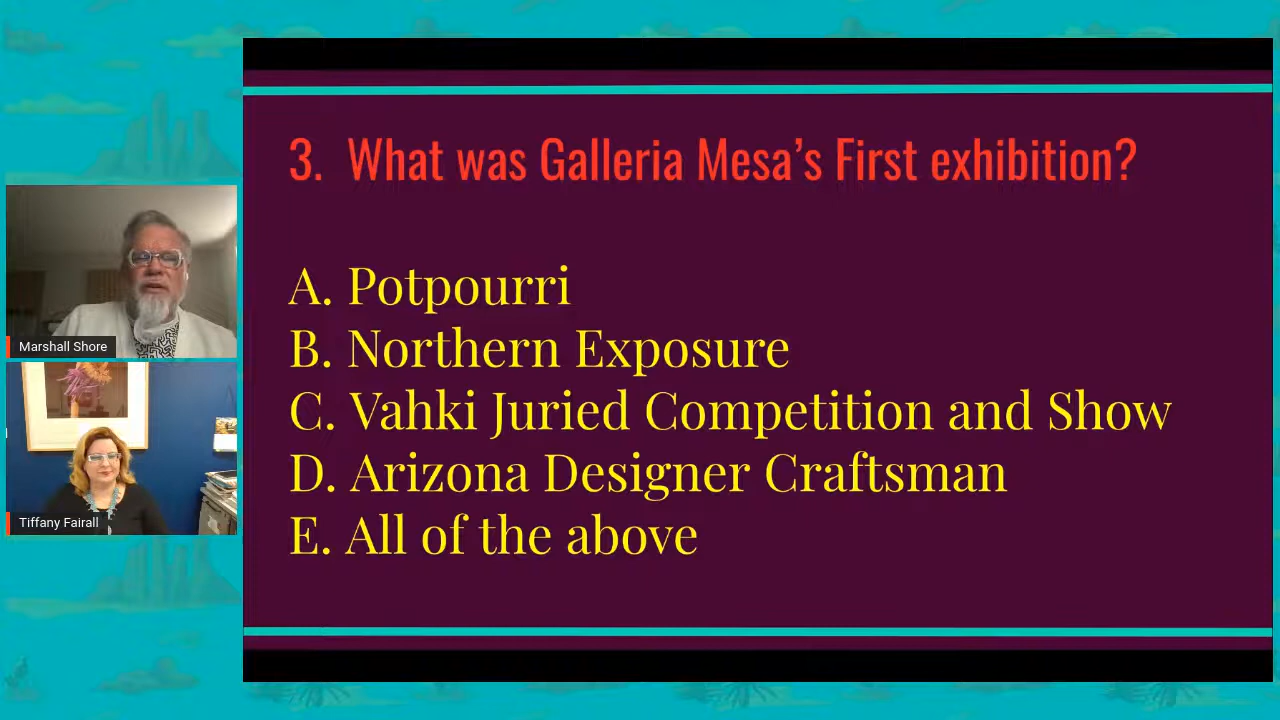 3. What was Galleria Mesa's First exhibition?
A. Potpourri
B. Northern Exposure
C. Vahki Juried Competition and Show
D. Arizona Designer Craftsman
E. All of the above
Marshall Shore
Tiffany Fairall